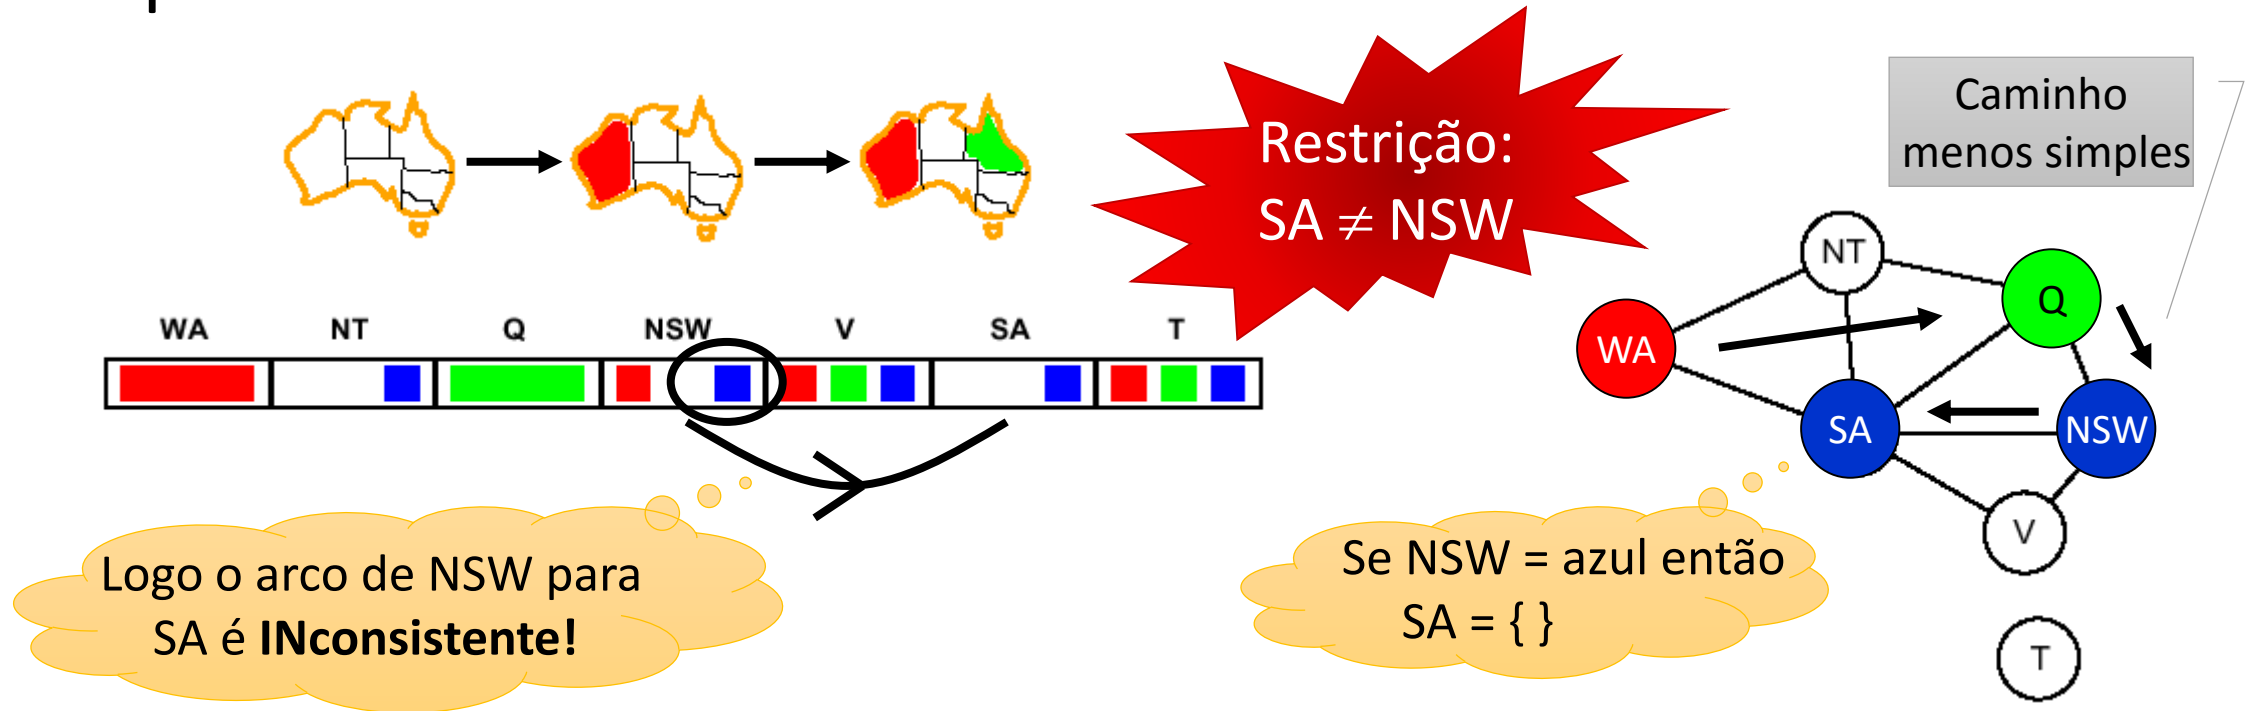 Restrição:
SA ≠ NSW
Caminho
menos simples
WA NT Q NSW V SA T
NT
Q
WA
SA
NSW
V
T
Logo o arco de NSW para
SA é INconsistente!
Se NSW = azul então
SA = { }